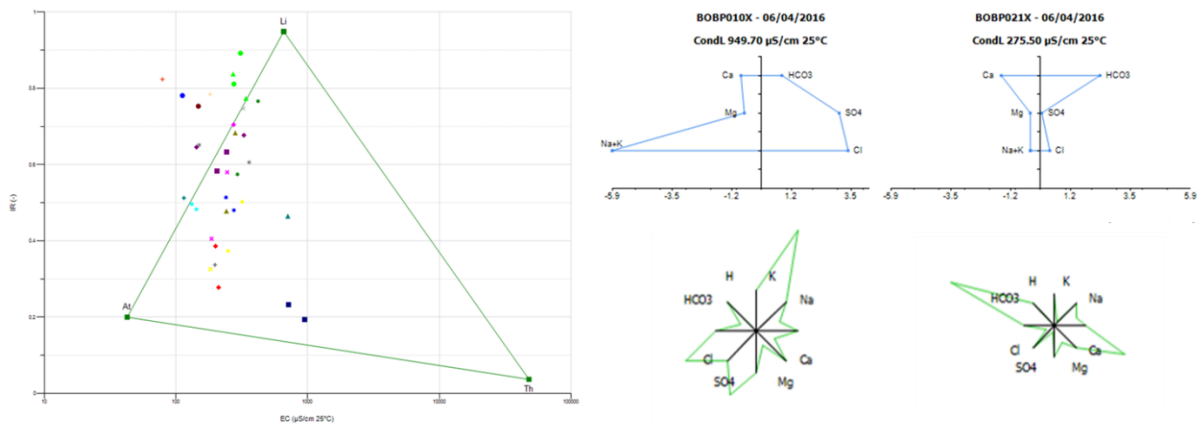 1
0.8
0.6
0.4
0.2
0
IR (-)
Li
At
Th
10
100
1000
10000
100000
EC (µS/cm 25°C)
BOBP010X - 06/04/2016
CondL 949.70 µS/cm 25°C
Ca
HCO3
Mg
SO4
Na+K
Cl
-5.9
-3.5
-1.2
1.2
3.5
5.9
BOBP021X - 06/04/2016
CondL 275.50 µS/cm 25°C
Ca
HCO3
Mg
SO4
Na+K
Cl
-5.9
-3.5
-1.2
1.2
3.5
5.9
H
K
HCO3
Na
Cl
Ca
SO4
Mg
H
K
HCO3
Na
Cl
Ca
SO4
Mg